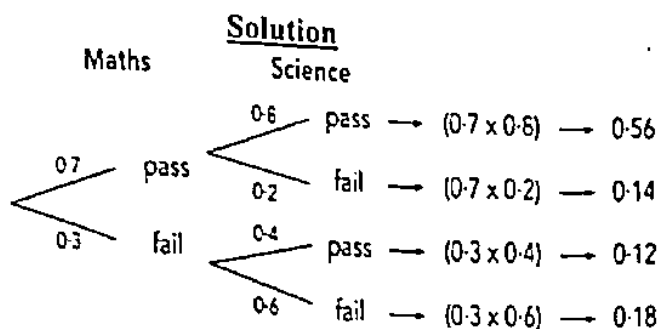 Solution
Maths
Science
0·8 pass → (0·7 x 0·8) → 0·56
0·7 pass
0·2 fail → (0·7 x 0·2) → 0·14
0·3 fail
0·4 pass → (0·3 x 0·4) → 0·12
0·6 fail → (0·3 x 0·6) → 0·18